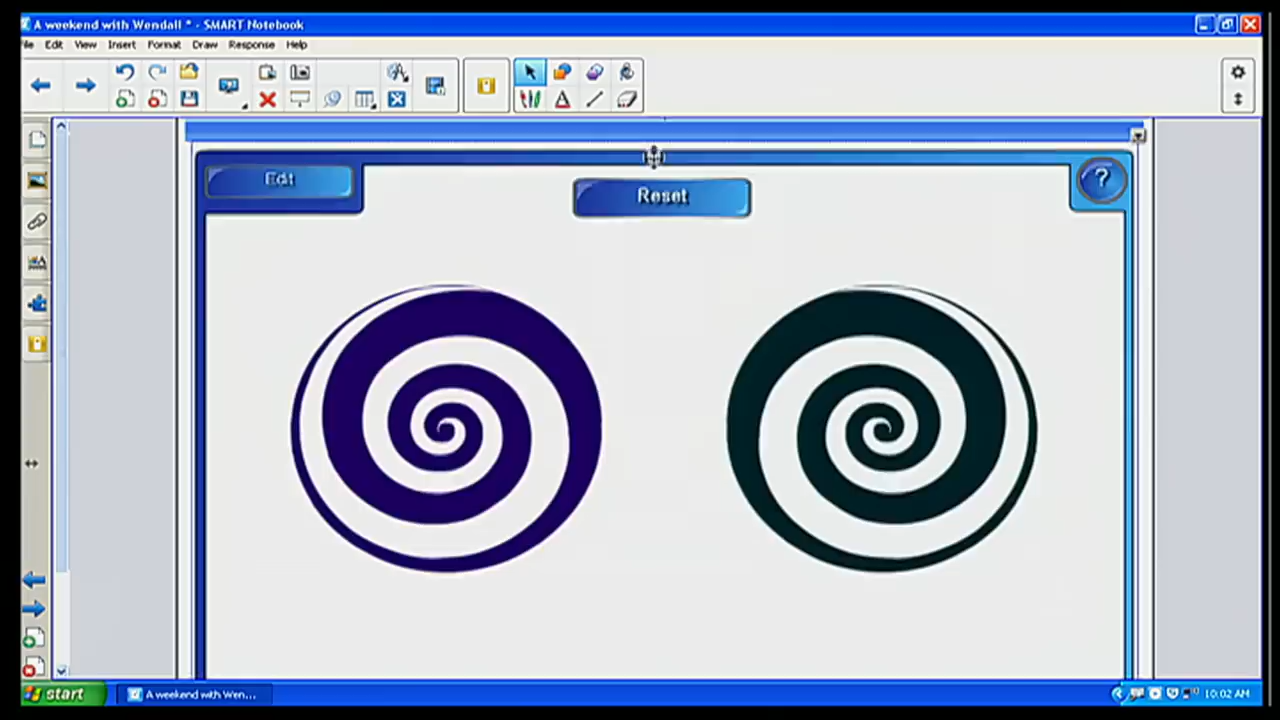 A weekend with Wendall * - SMART Notebook
File Edit View Insert Format Draw Response Help
Edit
Reset
?
start
A weekend with Wen...
10:02 AM